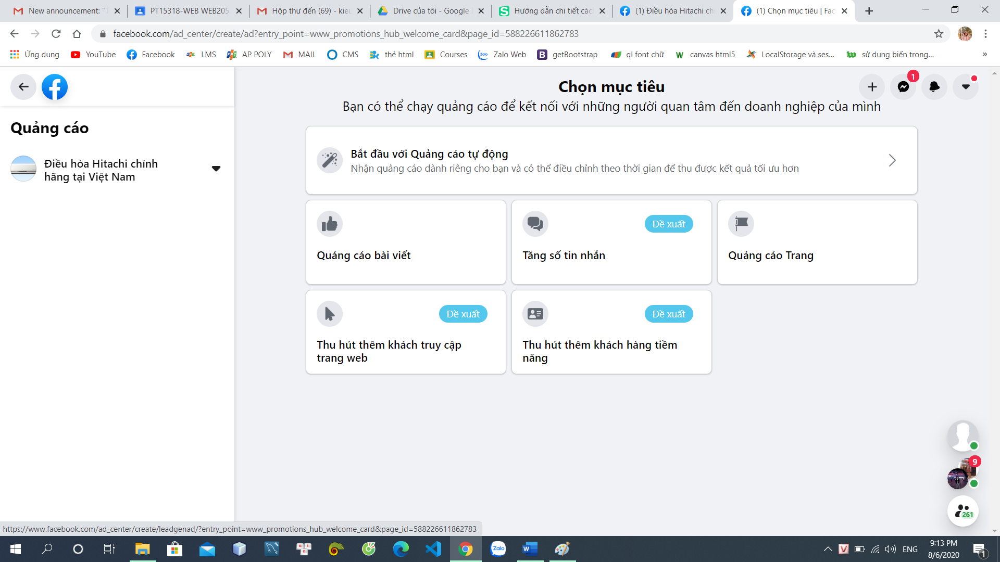 New announcement: "T
PT15318-WEB WEB205
Hộp thư đến (69) - kieu
Drive của tôi - Google
Hướng dẫn chi tiết các
(1) Điều hòa Hitachi ch
(1) Chọn mục tiêu | Fac
facebook.com/ad_center/create/ad?entry_point=www_promotions_hub_welcome_card&page_id=588226611862783
Ứng dụng
YouTube
Facebook
LMS
AP POLY
MAIL
CMS
thẻ html
Courses
Zalo Web
getBootstrap
ql font chữ
canvas html5
LocalStorage và ses...
sử dụng biến trong...
»
Chọn mục tiêu
1
Bạn có thể chạy quảng cáo để kết nối với những người quan tâm đến doanh nghiệp của mình
Quảng cáo
Điều hòa Hitachi chính
hãng tại Việt Nam
Bắt đầu với Quảng cáo tự động
Nhận quảng cáo dành riêng cho bạn và có thể điều chỉnh theo thời gian để thu được kết quả tối ưu hơn
Quảng cáo bài viết
Đề xuất
Tăng số tin nhắn
Quảng cáo Trang
Đề xuất
Thu hút thêm khách truy cập
trang web
Đề xuất
Thu hút thêm khách hàng tiềm
năng
9
261
https://www.facebook.com/ad_center/create/leadgenad/?entry_point=www_promotions_hub_welcome_card&page_id=588226611862783
Zalo
ENG
9:13 PM
8/6/2020
1